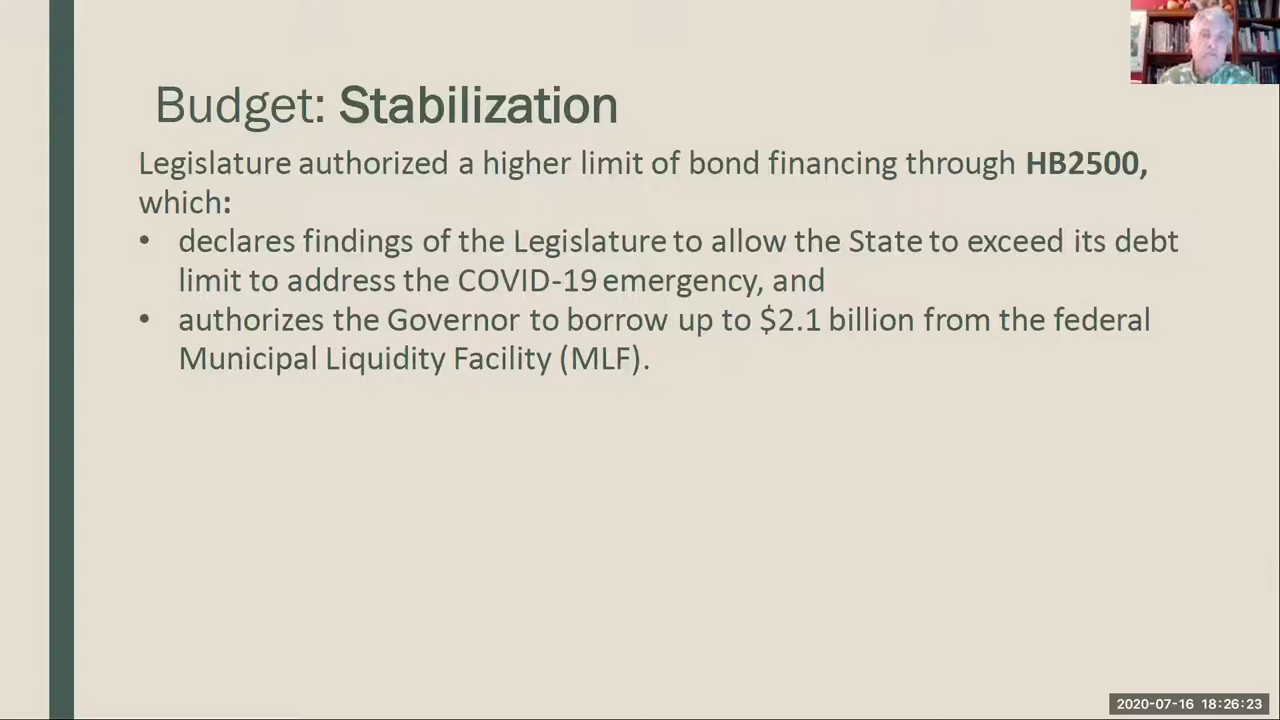 Budget: Stabilization
Legislature authorized a higher limit of bond financing through HB2500,
which:
• declares findings of the Legislature to allow the State to exceed its debt
limit to address the COVID-19 emergency, and
• authorizes the Governor to borrow up to $2.1 billion from the federal
Municipal Liquidity Facility (MLF).
2020-07-16 18:26:23